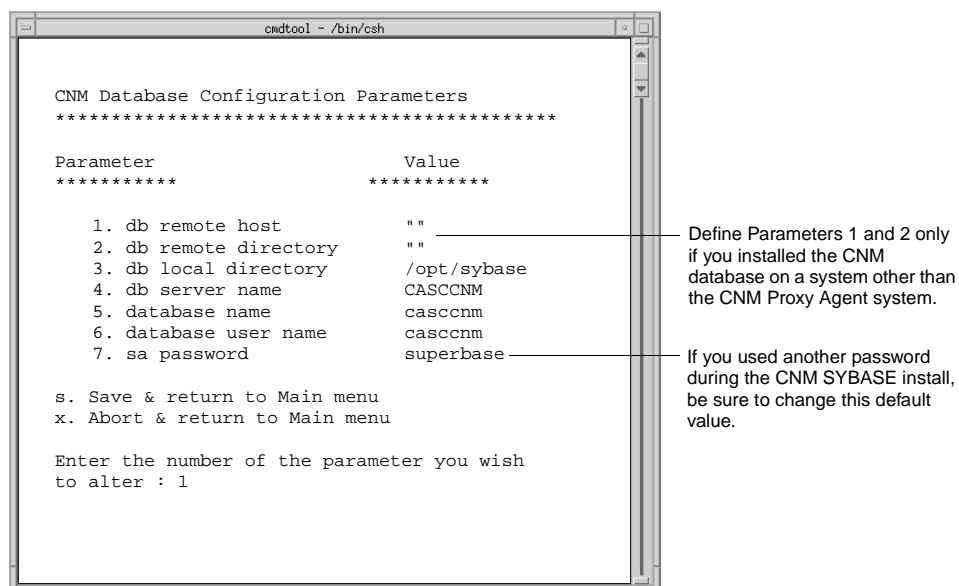 cmdtool - /bin/csh
CNM Database Configuration Parameters
*********************************************
Parameter Value
*********** ***********
1. db remote host ""
2. db remote directory ""
3. db local directory /opt/sybase
4. db server name CASCCNM
5. database name casccnm
6. database user name casccnm
7. sa password superbase
s. Save & return to Main menu
x. Abort & return to Main menu
Enter the number of the parameter you wish
to alter : 1
Define Parameters 1 and 2 only
if you installed the CNM
database on a system other than
the CNM Proxy Agent system.
If you used another password
during the CNM SYBASE install,
be sure to change this default
value.